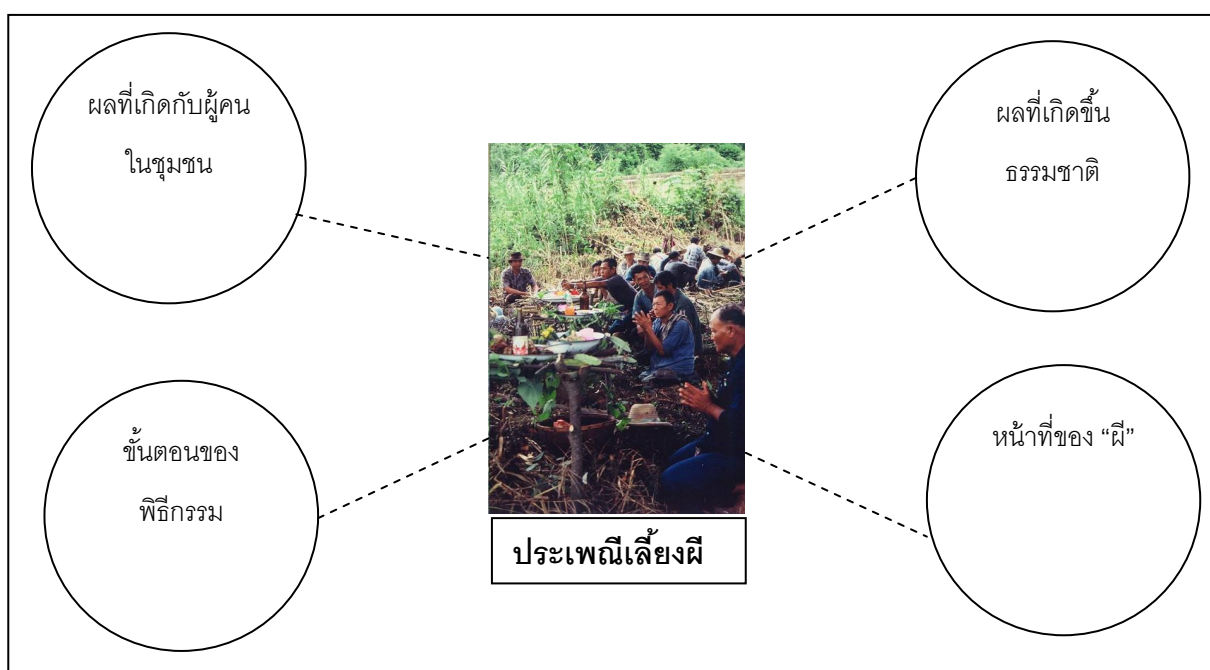 ผลที่เกิดกับผู้คน
ในชุมชน
ผลที่เกิดขึ้น
ธรรมชาติ
ขั้นตอนของ
พิธีกรรม
หน้าที่ของ “ผี”
ประเพณีเลี้ยงผี